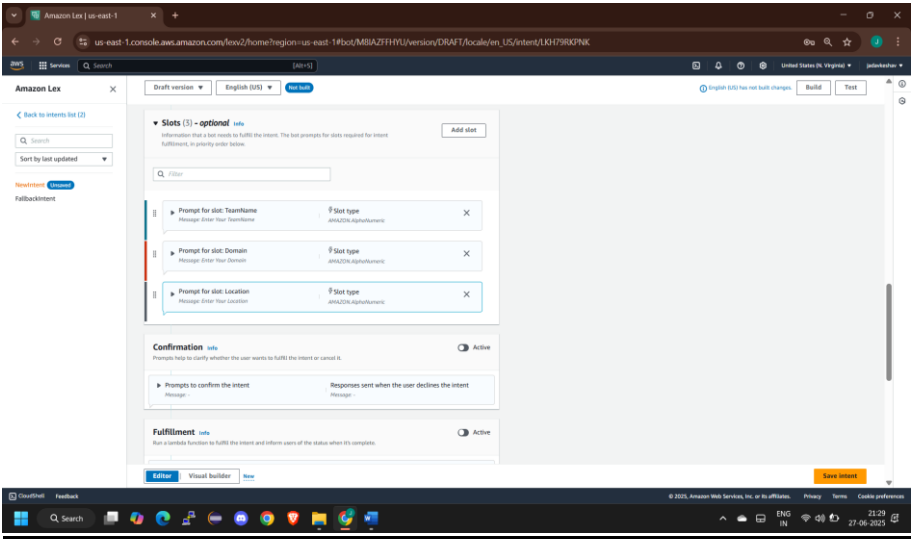 Amazon Lex | us-east-1
us-east-1.console.aws.amazon.com/lexv2/home?region=us-east-1#bot/M8IAZFFHYU/version/DRAFT/locale/en_US/intent/LKH79RKPNK
aws Services Search [Alt+S] United States (N. Virginia) jadavkeshav
Amazon Lex
Draft version English (US) Not built English (US) has not built changes. Build Test
Back to intents list (2)
Search
Sort by last updated
NewIntent Unsaved
FallbackIntent
Slots (3) - optional Info
Information that a bot needs to fulfill the intent. The bot prompts for slots required for intent
fulfillment, in priority order below.
Add slot
Filter
Prompt for slot: TeamName Slot type
Message: Enter Your TeamName AMAZON.AlphaNumeric
Prompt for slot: Domain Slot type
Message: Enter Your Domain AMAZON.AlphaNumeric
Prompt for slot: Location Slot type
Message: Enter Your Location AMAZON.AlphaNumeric
Confirmation Info Active
Prompts help to clarify whether the user wants to fulfill the intent or cancel it.
Prompts to confirm the intent Responses sent when the user declines the intent
Message: - Message: -
Fulfillment Info Active
Run a lambda function to fulfill the intent and inform users of the status when it's complete.
Editor Visual builder New Save intent
CloudShell Feedback © 2025, Amazon Web Services, Inc. or its affiliates. Privacy Terms Cookie preferences
Search ENG 21:29
IN 27-06-2025